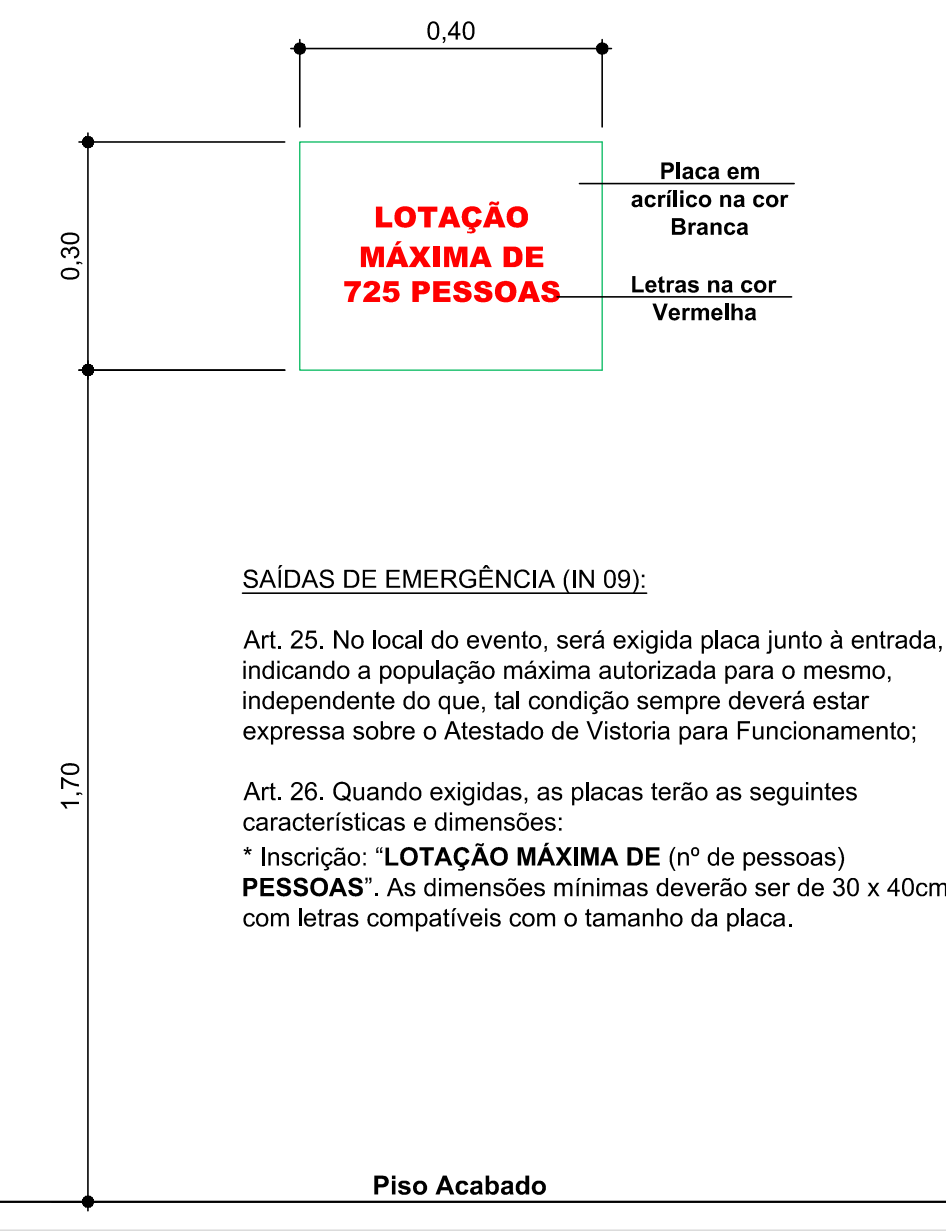 0,40
LOTAÇÃO
MÁXIMA DE
725 PESSOAS
Placa em
acrílico na cor
Branca
Letras na cor
Vermelha
0,30
SAÍDAS DE EMERGÊNCIA (IN 09):
Art. 25. No local do evento, será exigida placa junto à entrada,
indicando a população máxima autorizada para o mesmo,
independente do que, tal condição sempre deverá estar
expressa sobre o Atestado de Vistoria para Funcionamento;
Art. 26. Quando exigidas, as placas terão as seguintes
características e dimensões:
* Inscrição: “LOTAÇÃO MÁXIMA DE (nº de pessoas)
PESSOAS”. As dimensões mínimas deverão ser de 30 x 40cm
com letras compatíveis com o tamanho da placa.
1,70
Piso Acabado